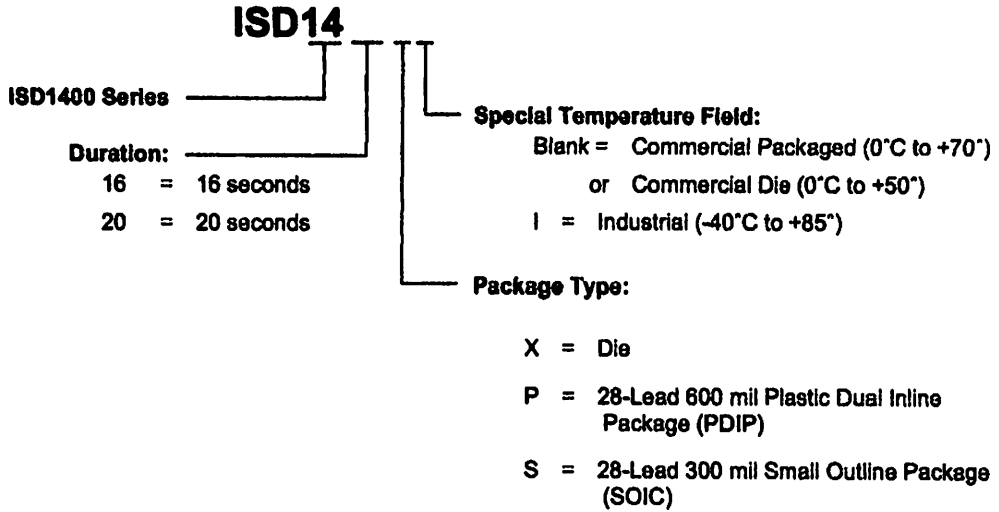 ISD14
ISD1400 Series
Duration:
16 = 16 seconds
20 = 20 seconds
Special Temperature Field:
Blank = Commercial Packaged (0°C to +70°)
or Commercial Die (0°C to +50°)
I = Industrial (-40°C to +85°)
Package Type:
X = Die
P = 28-Lead 600 mil Plastic Dual Inline
Package (PDIP)
S = 28-Lead 300 mil Small Outline Package
(SOIC)